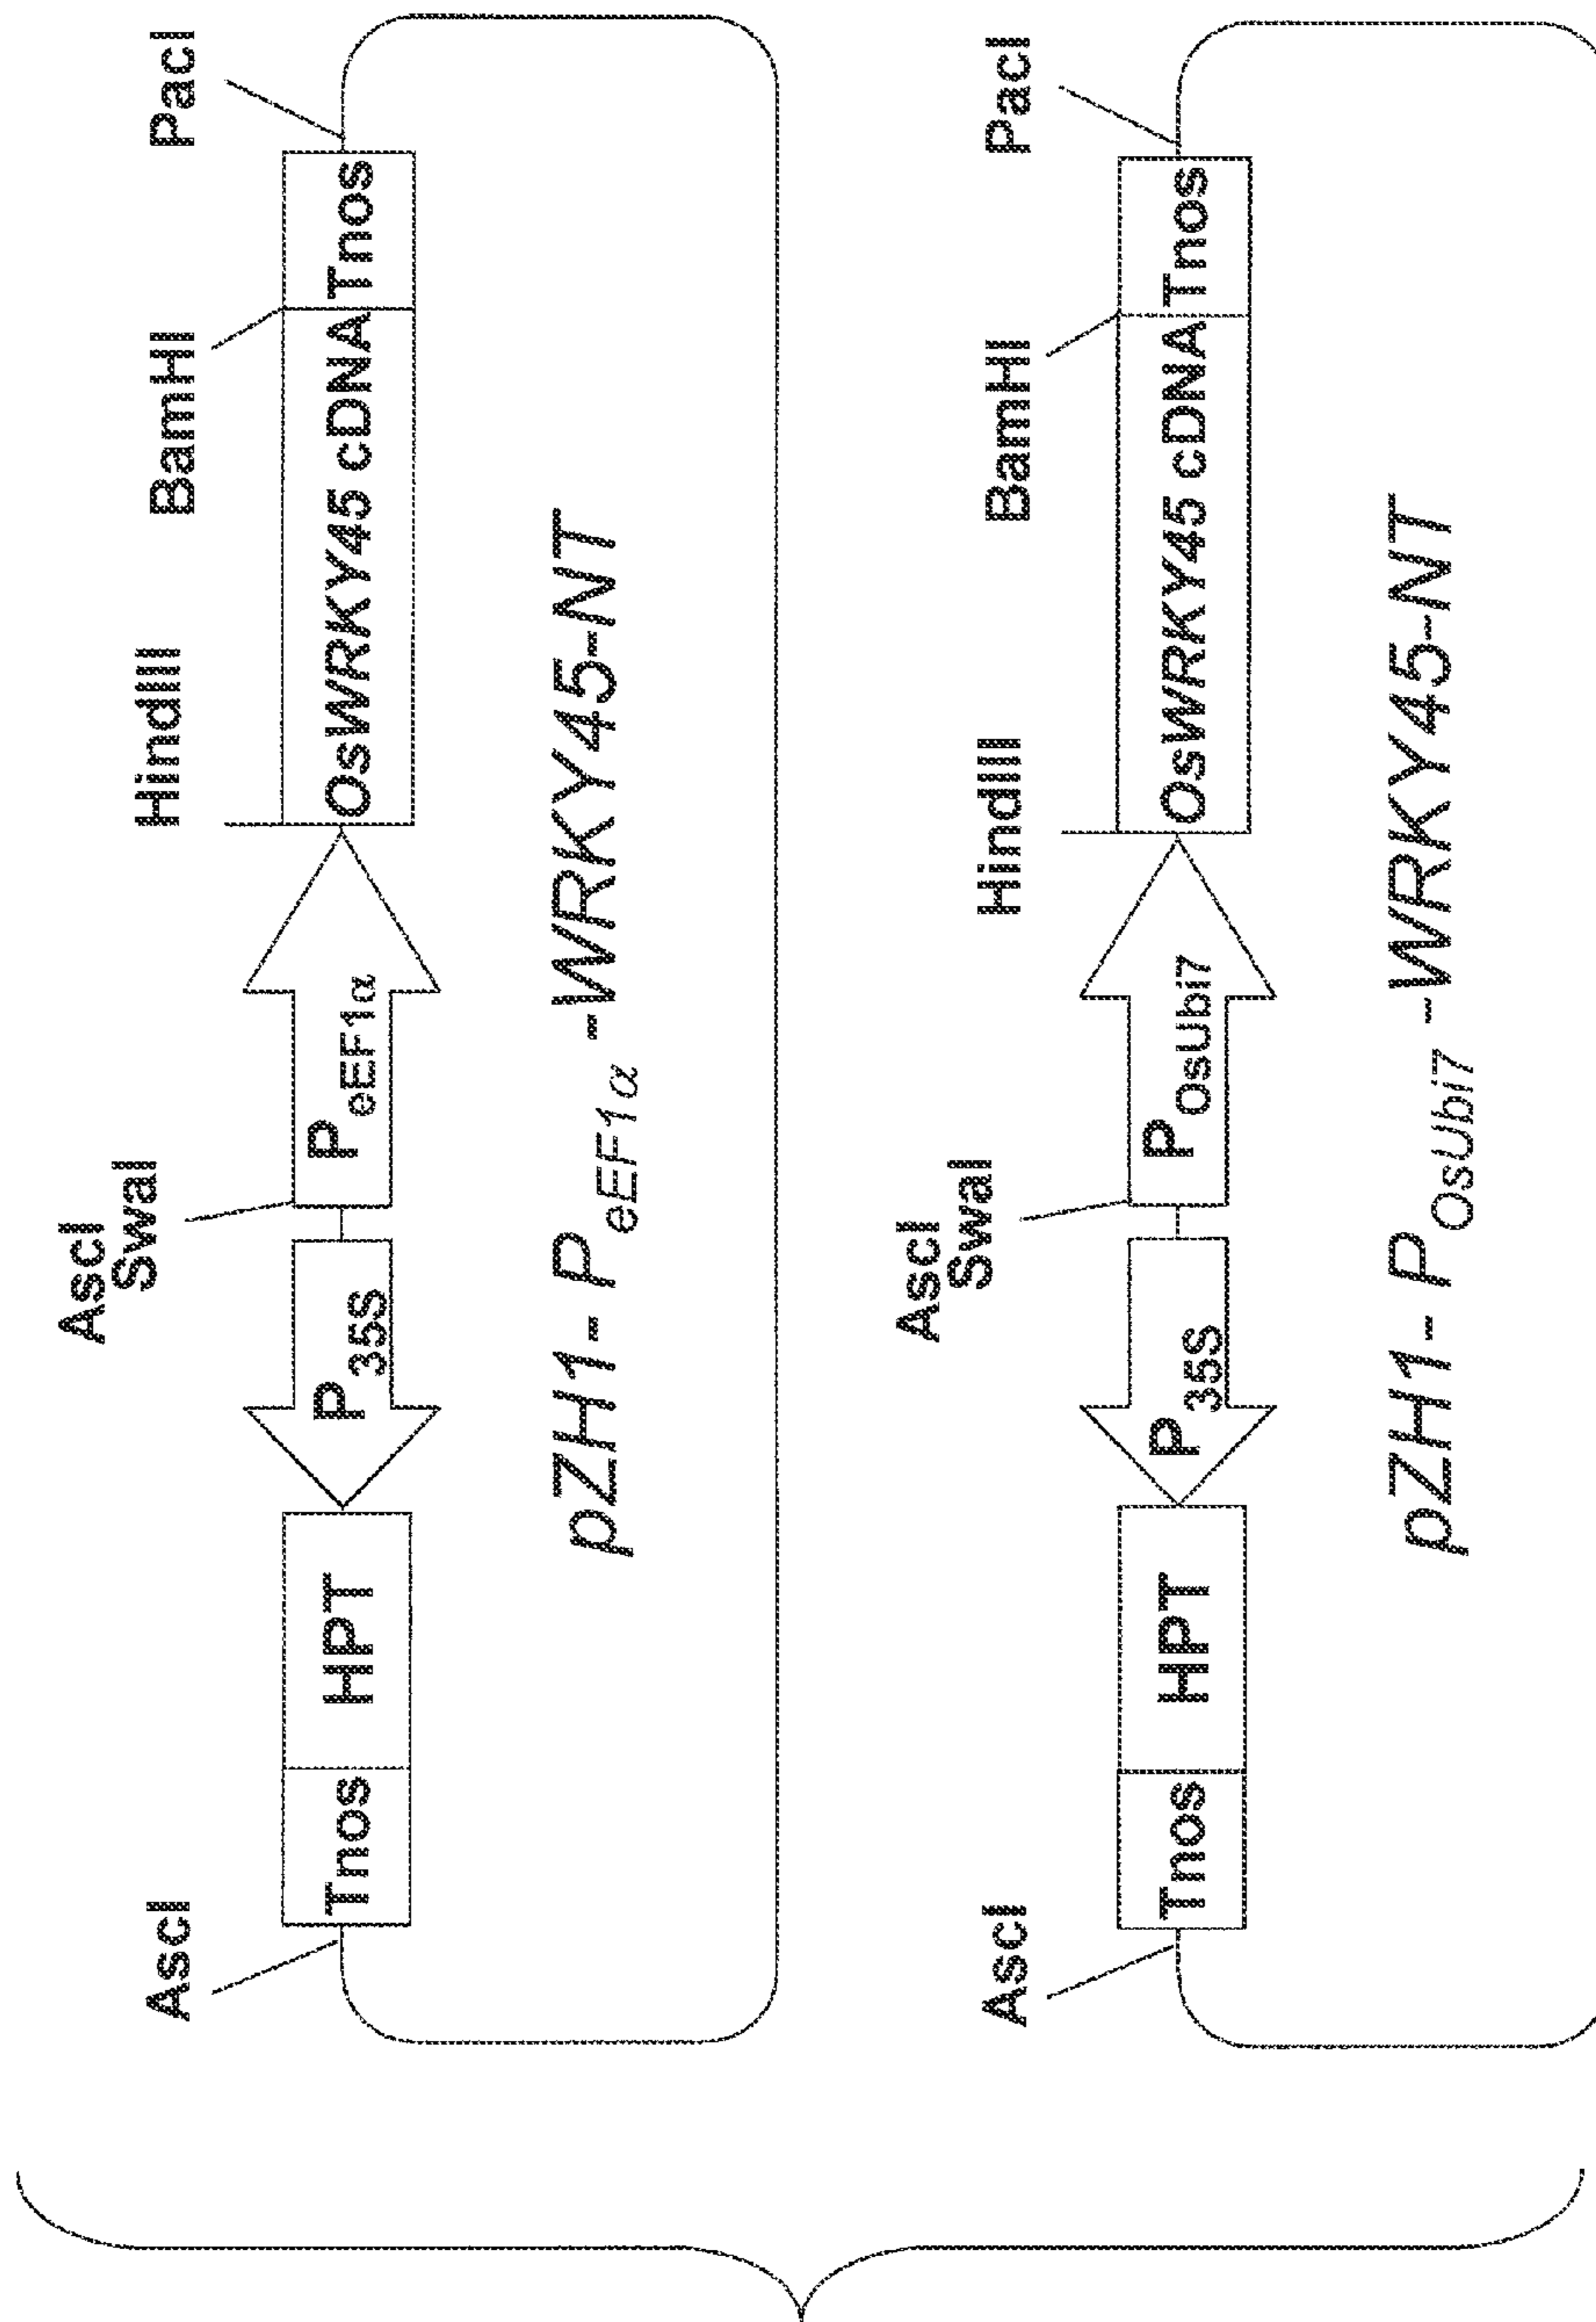 AscI
AscI
SwaI
HindIII
BamHI
PacI
Tnos HPT P35S PeEF1α OsWRKY45 cDNA Tnos
pZH1- PeEF1α -WRKY45-NT
AscI
AscI
SwaI
HindIII
BamHI
PacI
Tnos HPT P35S POsUbi7 OsWRKY45 cDNA Tnos
pZH1- POsUbi7 -WRKY45-NT